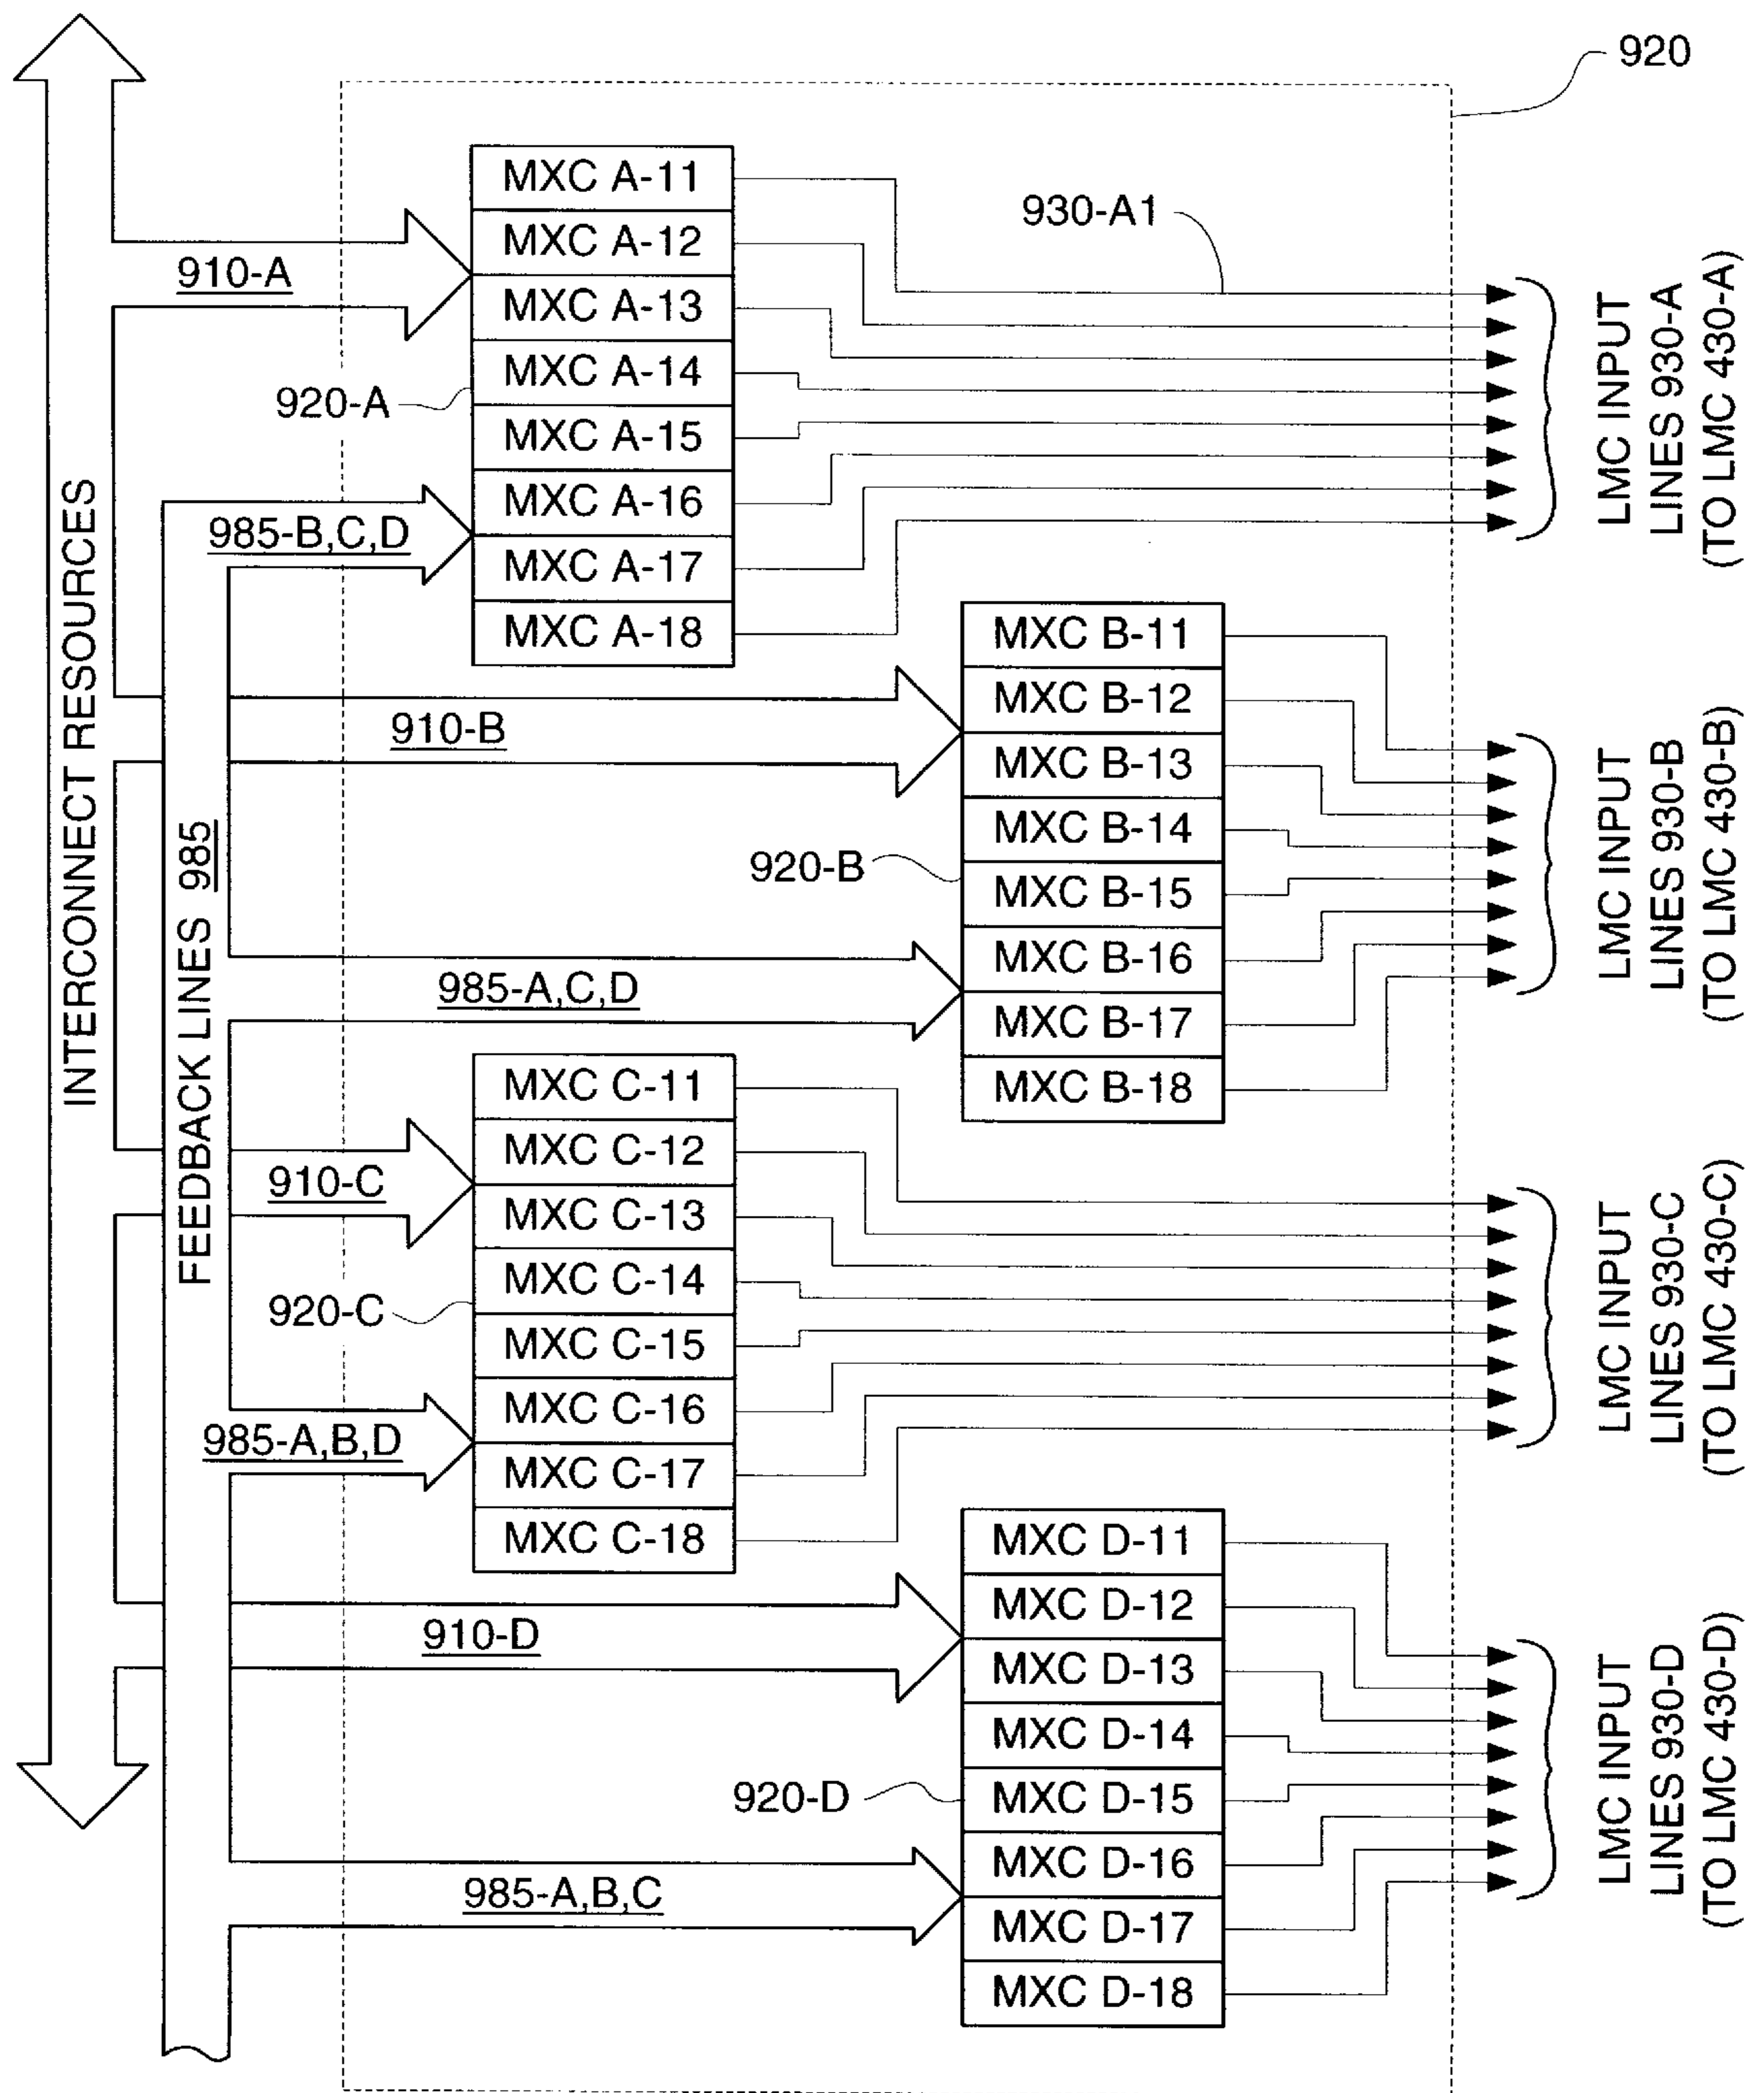 920
MXC A-11
MXC A-12
MXC A-13
MXC A-14
MXC A-15
MXC A-16
MXC A-17
MXC A-18
930-A1
910-A
920-A
985-B,C,D
LMC INPUT
LINES 930-A
(TO LMC 430-A)
INTERCONNECT RESOURCES
FEEDBACK LINES 985
MXC B-11
MXC B-12
MXC B-13
MXC B-14
MXC B-15
MXC B-16
MXC B-17
MXC B-18
910-B
920-B
985-A,C,D
LMC INPUT
LINES 930-B
(TO LMC 430-B)
MXC C-11
MXC C-12
MXC C-13
MXC C-14
MXC C-15
MXC C-16
MXC C-17
MXC C-18
910-C
920-C
985-A,B,D
LMC INPUT
LINES 930-C
(TO LMC 430-C)
MXC D-11
MXC D-12
MXC D-13
MXC D-14
MXC D-15
MXC D-16
MXC D-17
MXC D-18
910-D
920-D
985-A,B,C
LMC INPUT
LINES 930-D
(TO LMC 430-D)